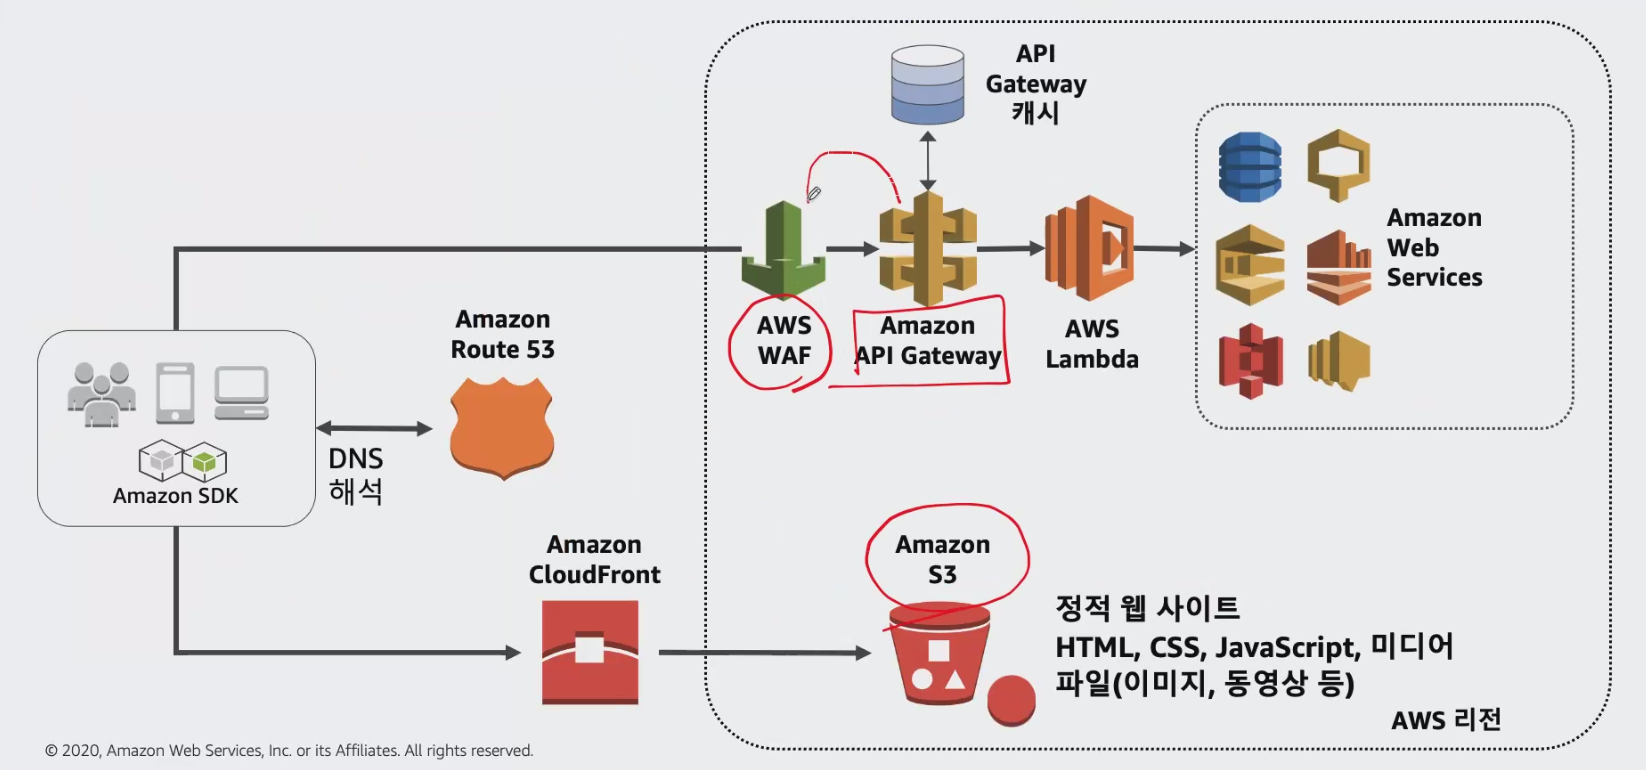 API
Gateway
캐시
Amazon
Web
Services
AWS
WAF
Amazon
API Gateway
AWS
Lambda
Amazon
Route 53
DNS
해석
Amazon SDK
Amazon
CloudFront
Amazon
S3
정적 웹 사이트
HTML, CSS, JavaScript, 미디어
파일(이미지, 동영상 등)
AWS 리전
© 2020, Amazon Web Services, Inc. or its Affiliates. All rights reserved.